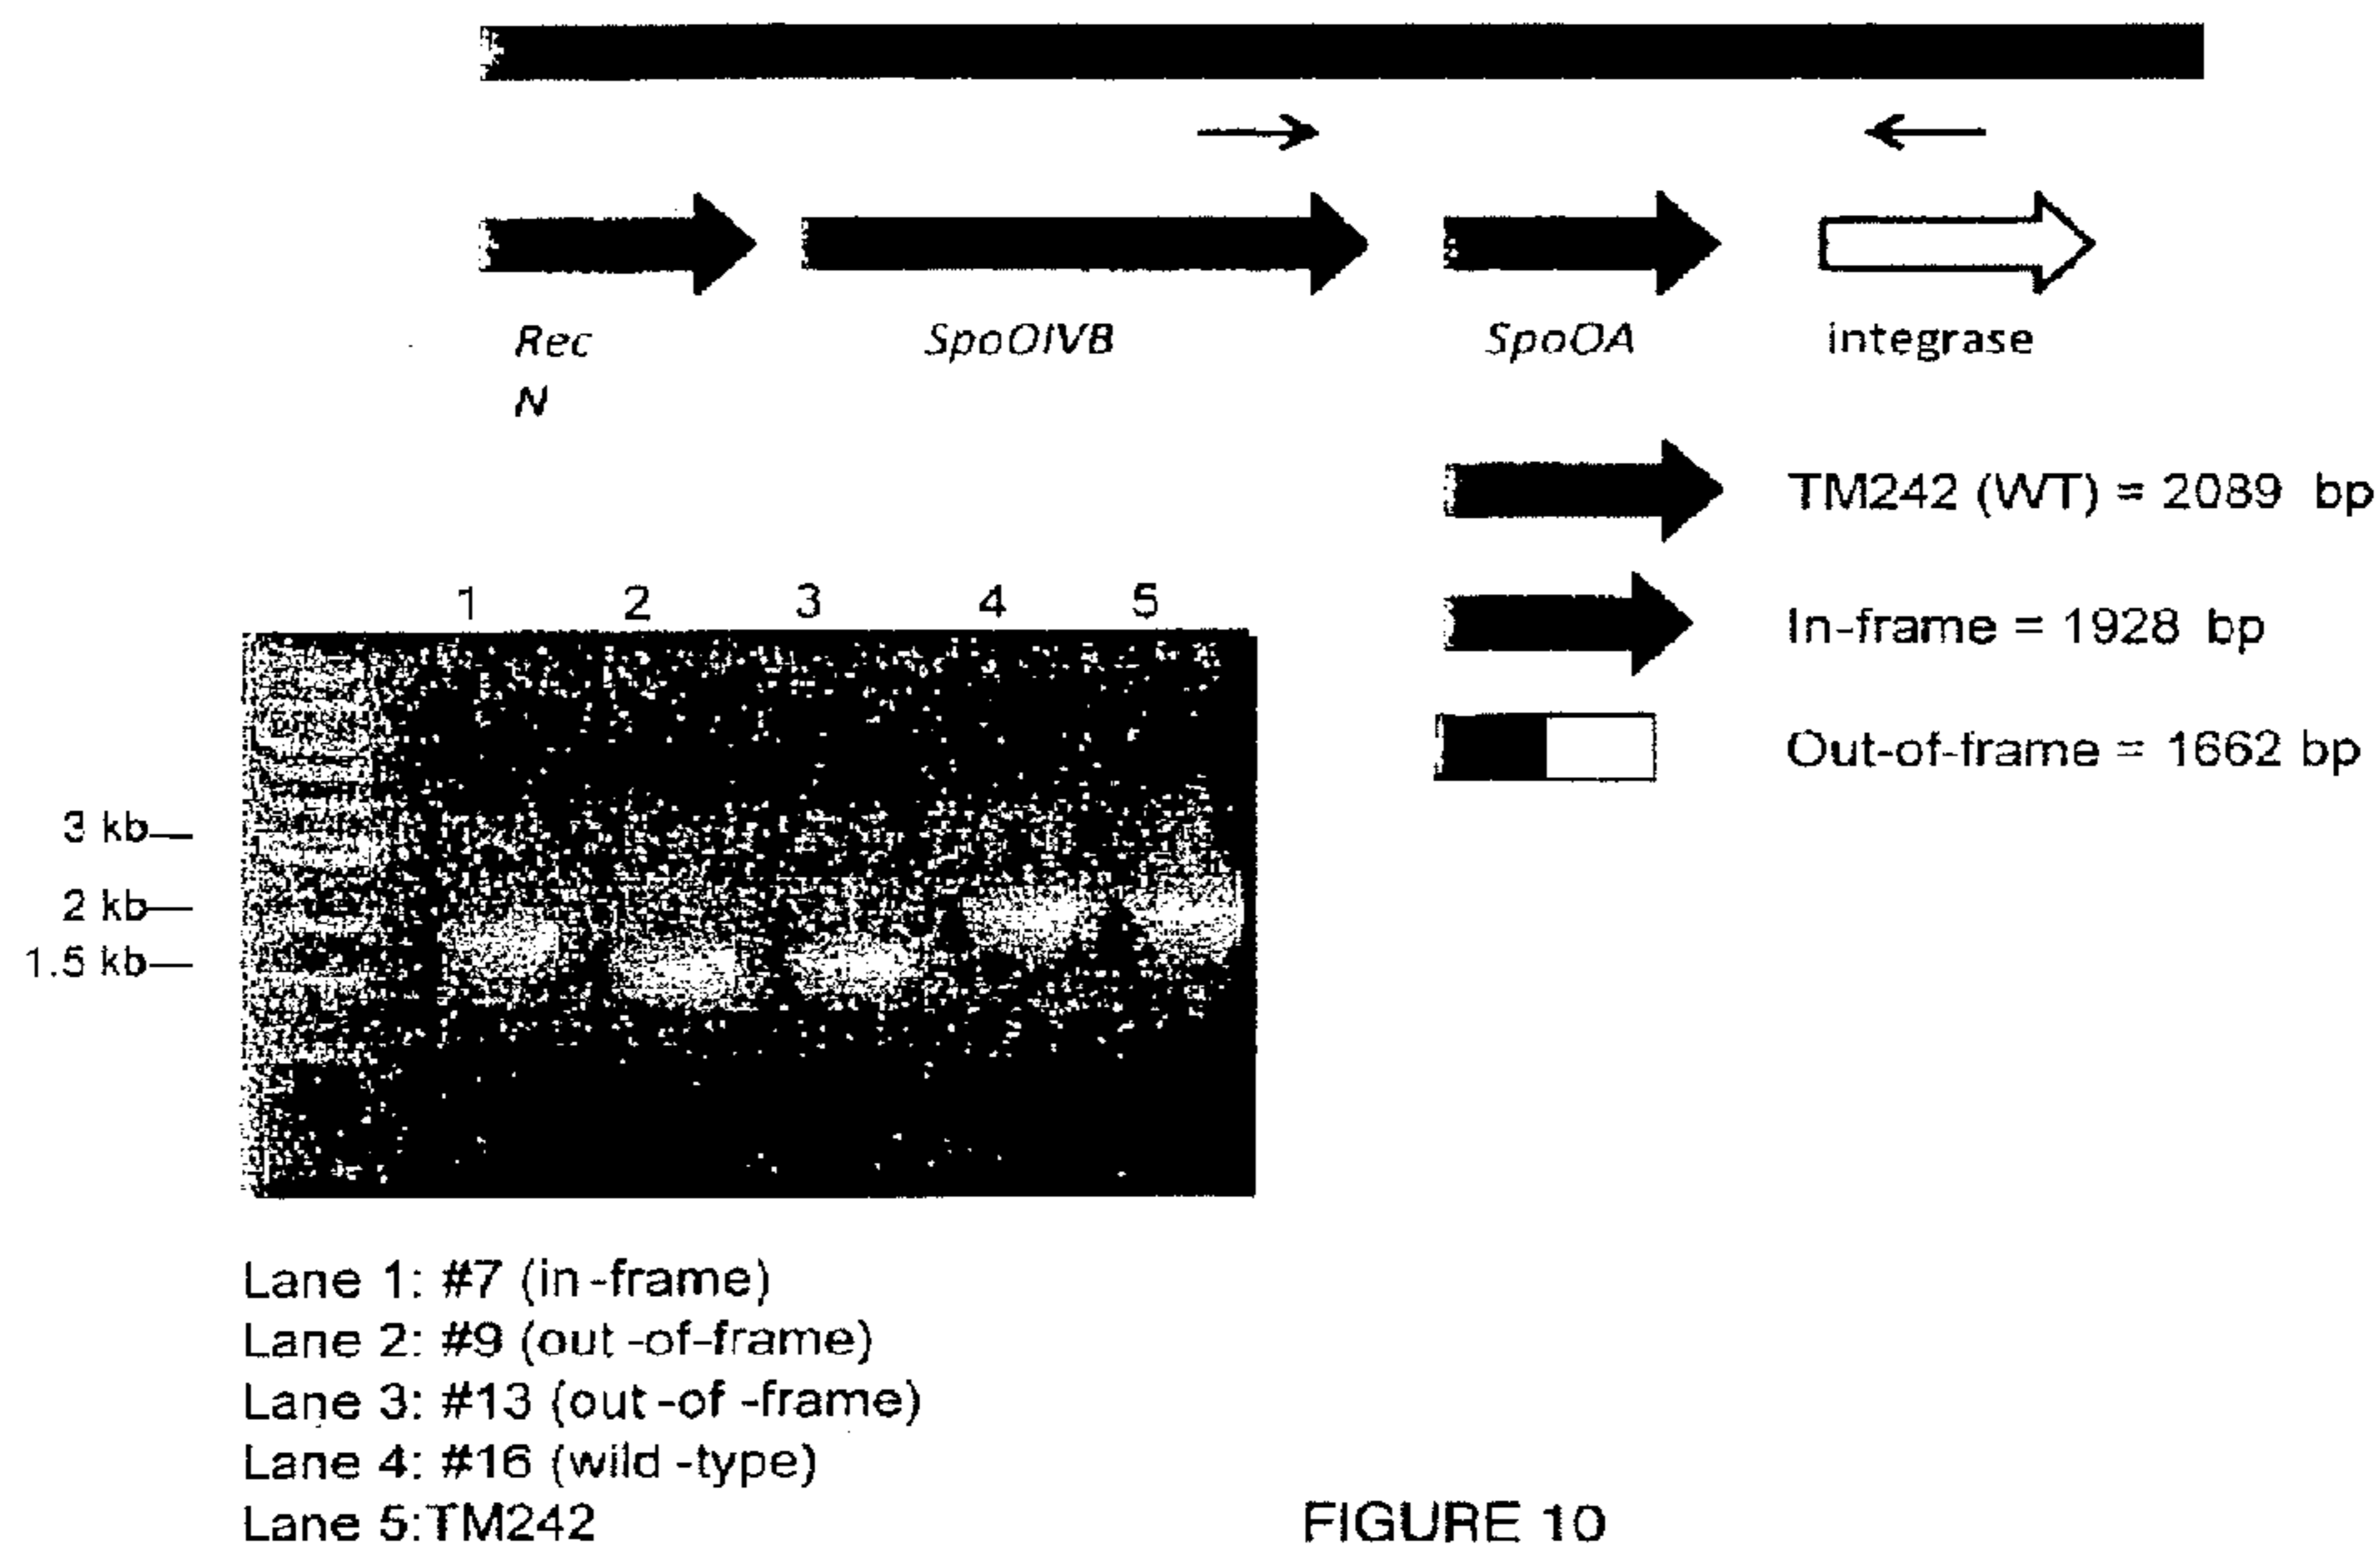 Rec SpoOIVB SpoOA integrase
N
TM242 (WT) = 2089 bp
In-frame = 1928 bp
Out-of-frame = 1662 bp
1 2 3 4 5
3 kb
2 kb
1.5 kb
Lane 1: #7 (in-frame)
Lane 2: #9 (out-of-frame)
Lane 3: #13 (out-of-frame)
Lane 4: #16 (wild-type)
Lane 5:TM242
FIGURE 10